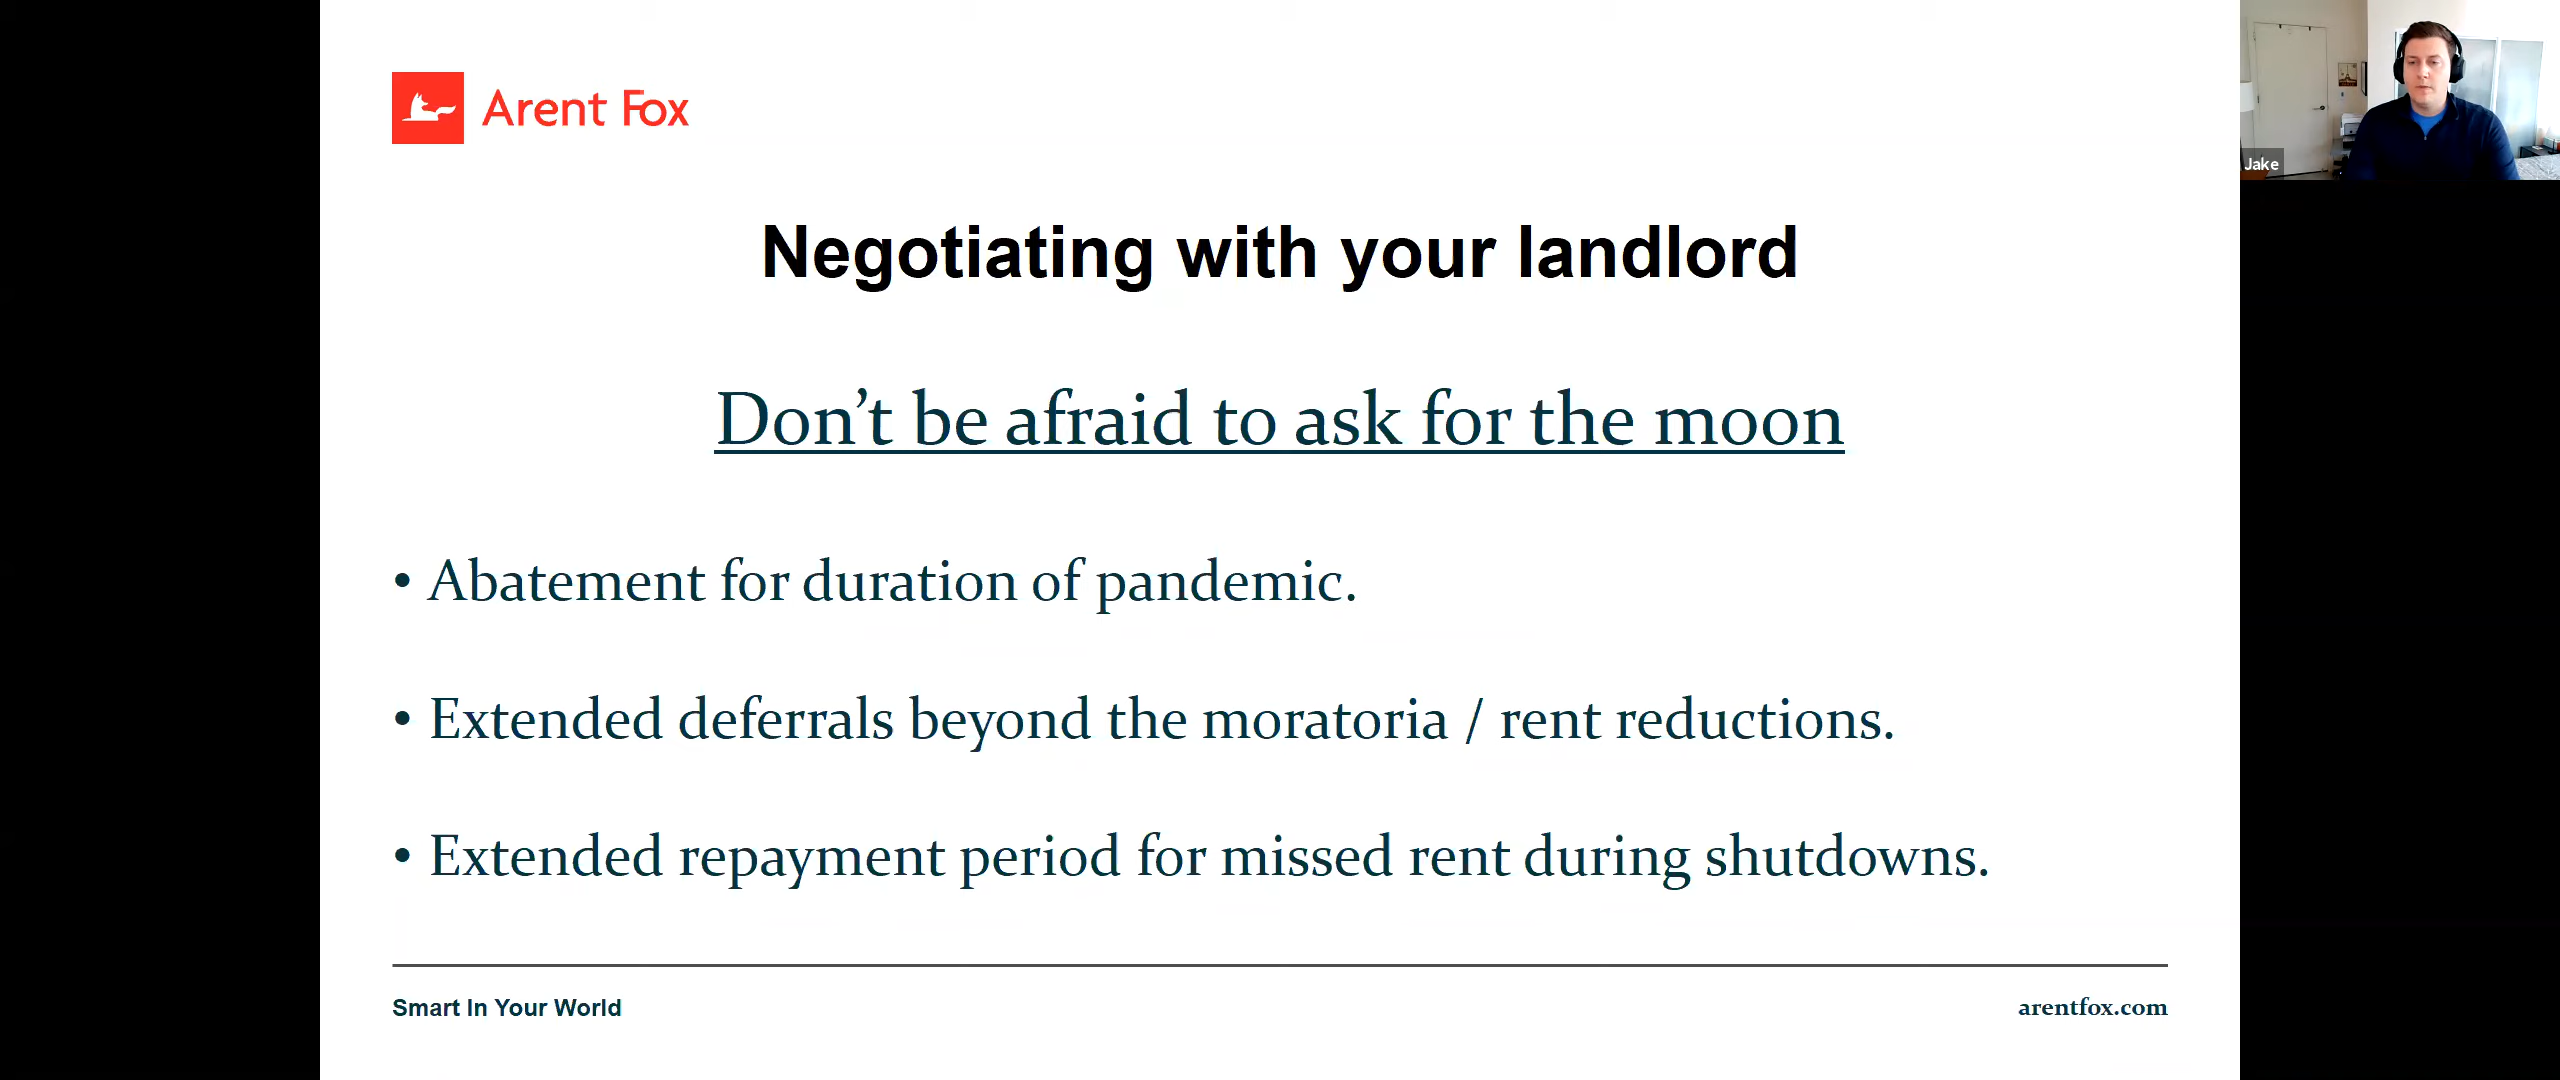 Arent Fox
Jake
Negotiating with your landlord
Don’t be afraid to ask for the moon
• Abatement for duration of pandemic.
• Extended deferrals beyond the moratoria / rent reductions.
• Extended repayment period for missed rent during shutdowns.
Smart In Your World
arentfox.com